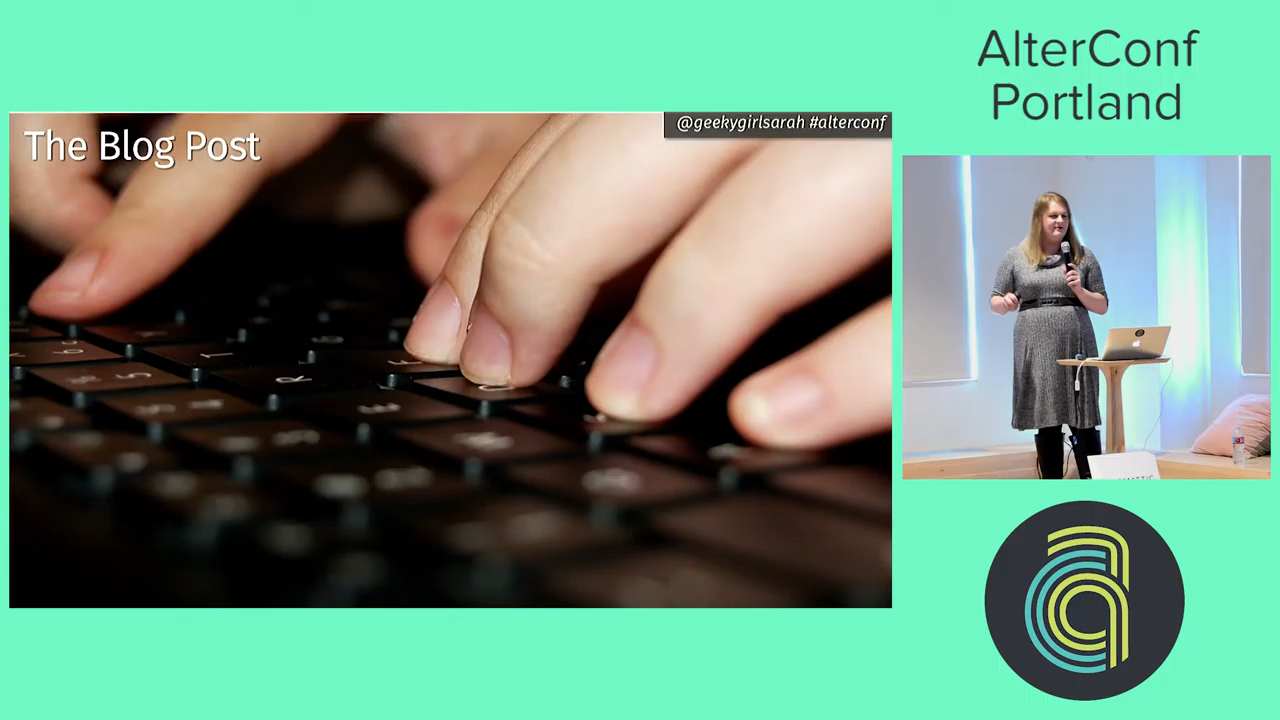 AlterConf
Portland
The Blog Post
@geekygirlsarah #alterconf